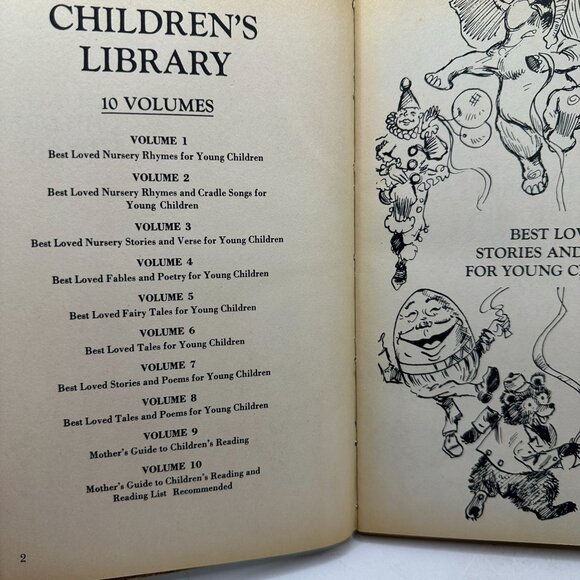 CHILDREN'S
LIBRARY
10 VOLUMES
VOLUME 1
Best Loved Nursery Rhymes for Young Children
VOLUME 2
Best Loved Nursery Rhymes and Cradle Songs for
Young Children
VOLUME 3
Best Loved Nursery Stories and Verse for Young Children
VOLUME 4
Best Loved Fables and Poetry for Young Children
VOLUME 5
Best Loved Fairy Tales for Young Children
VOLUME 6
Best Loved Tales for Young Children
VOLUME 7
Best Loved Stories and Poems for Young Children
VOLUME 8
Best Loved Tales and Poems for Young Children
VOLUME 9
Mother's Guide to Children's Reading
VOLUME 10
Mother's Guide to Children's Reading and
Reading List Recommended
2
BEST LOV
STORIES AND
FOR YOUNG C